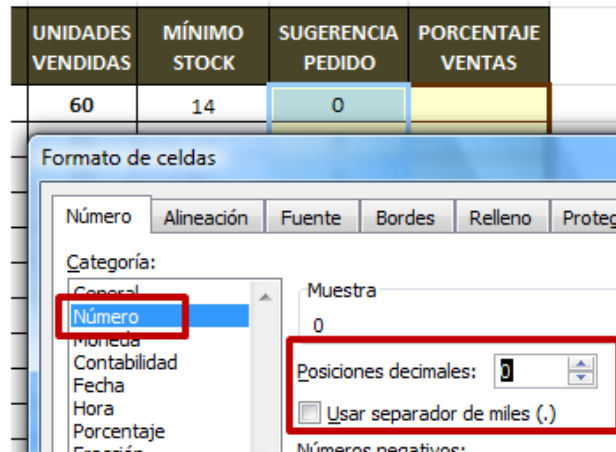 UNIDADES VENDIDAS
MÍNIMO STOCK
SUGERENCIA PEDIDO
PORCENTAJE VENTAS
60 14 0
Formato de celdas
Número Alineación Fuente Bordes Relleno Proteg
Categoría:
General
Número
Moneda
Contabilidad
Fecha
Hora
Porcentaje
Fracción
Muestra
0
Posiciones decimales: 0
Usar separador de miles (.)
Números negativos: